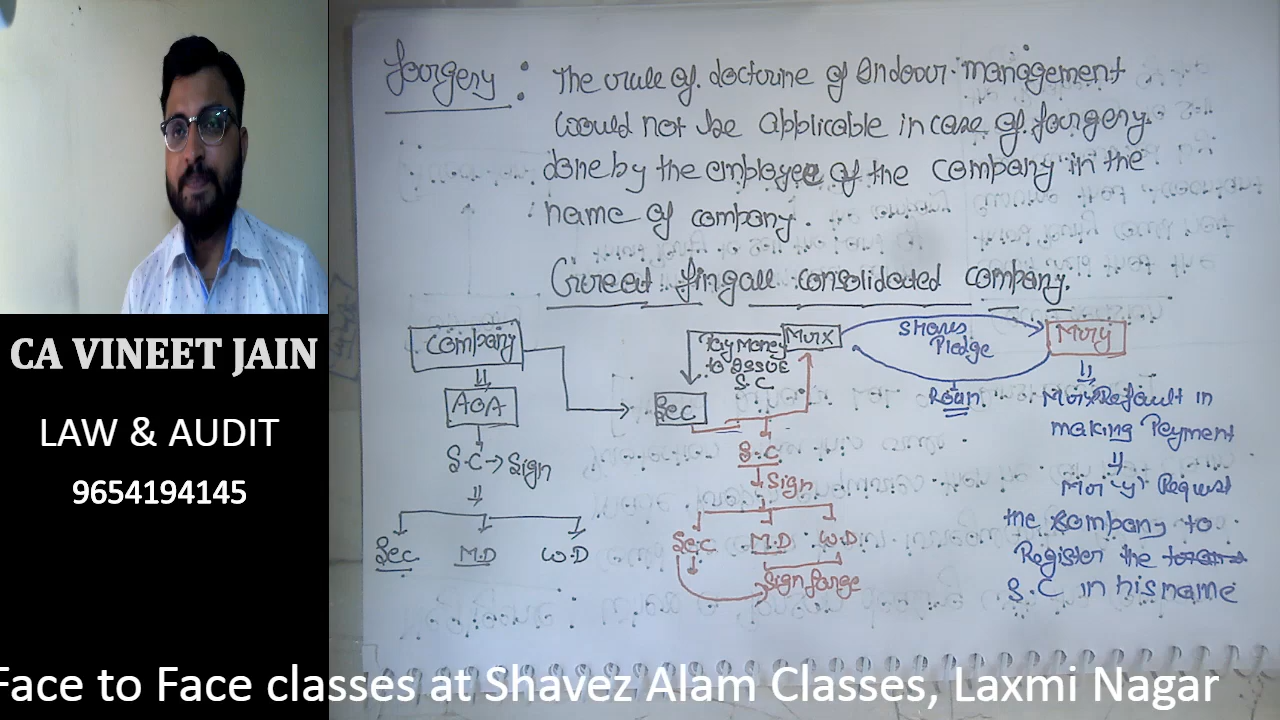 Forgery : The rule of doctrine of Indoor management
would not be applicable in case of forgery
done by the employee of the company in the
name of company.
Grreat fingall consolidated company.
Company
AOA
S.C → Sign
Sec M.D W.D
Pay Money
to issue
S.C
Mr X
Shares
Pledge
Mr y
Sec
Loan
S.C
Sign
Sec M.D W.D
Sign forge
Mr X Default in
making Payment
Mr 'y' Request
the Company to
Register the
S.C in his name
CA VINEET JAIN
LAW & AUDIT
9654194145
Face to Face classes at Shavez Alam Classes, Laxmi Nagar